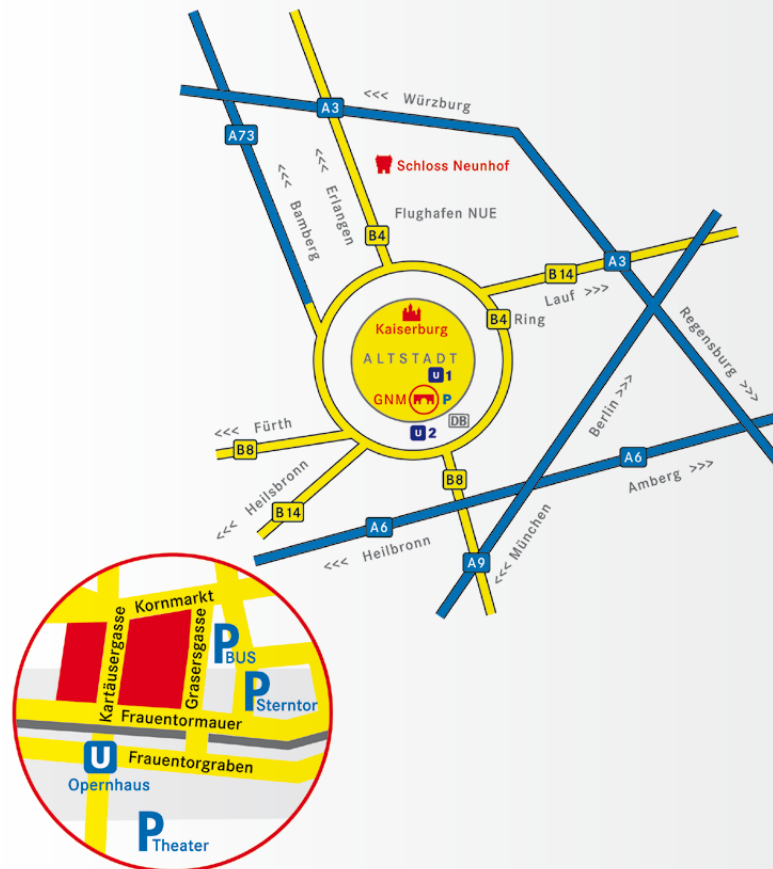 <<< Würzburg
A3
A73
Schloss Neunhof
<<< Bamberg
<<< Erlangen
Flughafen NUE
B4
A3
B14
Lauf >>>
B4 Ring
Kaiserburg
ALTSTADT
U 1
GNM P
DB
U 2
Regensburg >>>
Berlin >>>
<<< Fürth
B8
<<< Heilsbronn
B14
B8
A6
Amberg >>>
A6
<<< Heilbronn
A9
<<< München
Kornmarkt
Kartäusergasse
Grasersgasse
P BUS
P Sterntor
Frauentormauer
U
Opernhaus
Frauentorgraben
P Theater